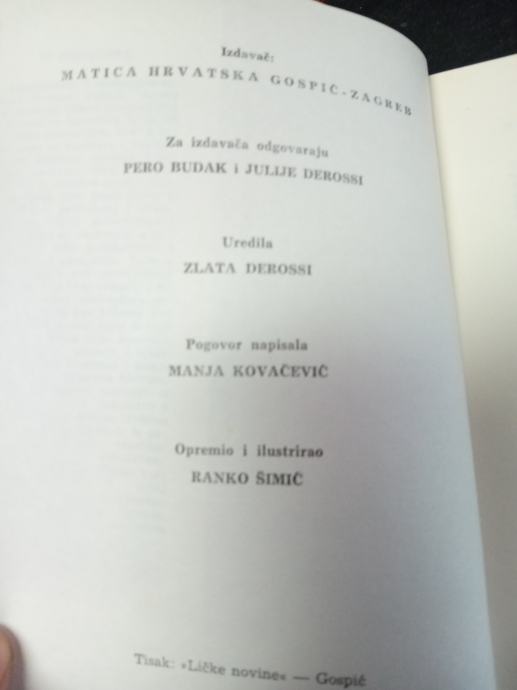 Izdavač:
MATICA HRVATSKA GOSPIĆ-ZAGREB
Za izdavača odgovaraju
PERO BUDAK i JULIJE DEROSSI
Uredila
ZLATA DEROSSI
Pogovor napisala
MANJA KOVAČEVIĆ
Opremio i ilustrirao
RANKO ŠIMIĆ
Tisak: »Ličke novine« — Gospić